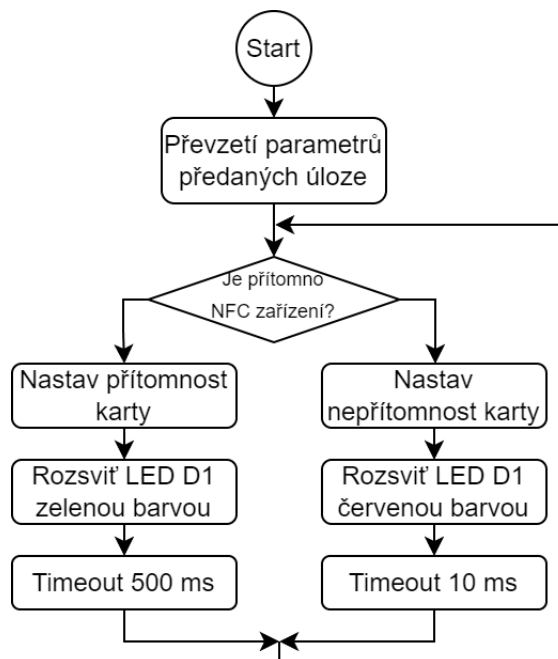 Start
Převzetí parametrů
předaných úloze
Je přítomno
NFC zařízení?
Nastav přítomnost
karty
Nastav
nepřítomnost karty
Rozsviť LED D1
zelenou barvou
Rozsviť LED D1
červenou barvou
Timeout 500 ms
Timeout 10 ms